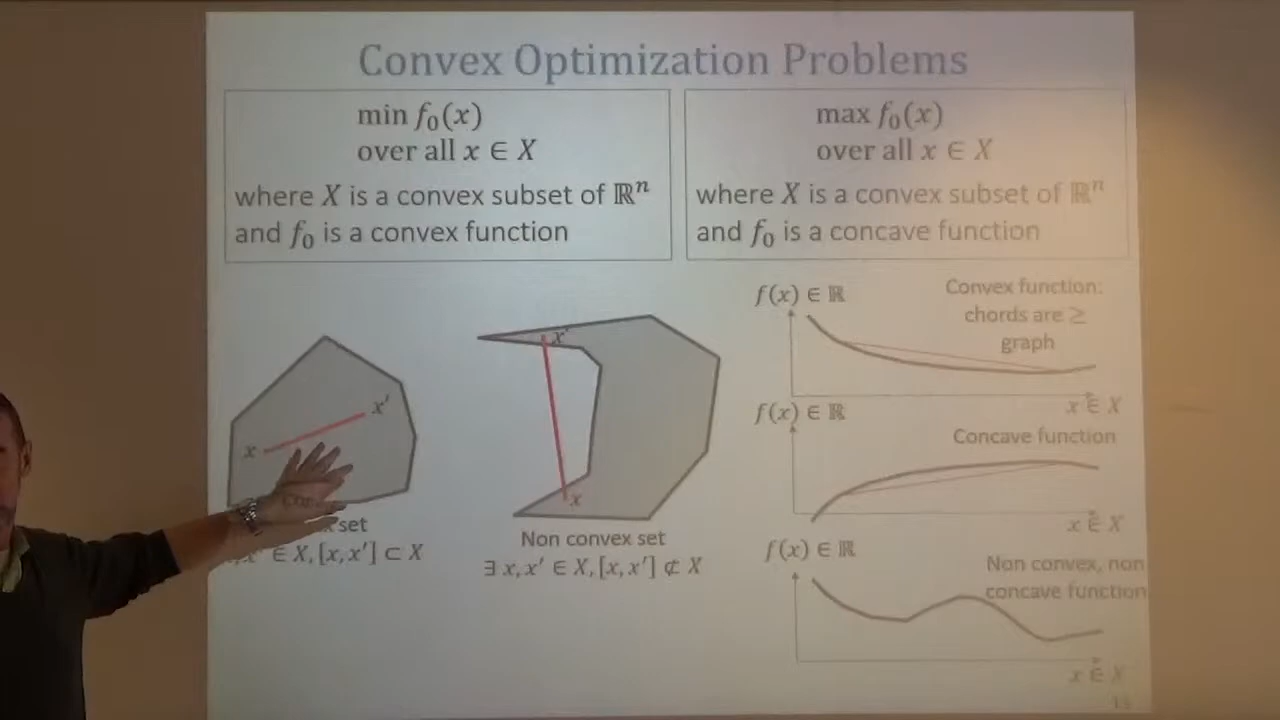 Convex Optimization Problems
min f₀(x)
over all x ∈ X
where X is a convex subset of ℝⁿ
and f₀ is a convex function
max f₀(x)
over all x ∈ X
where X is a convex subset of ℝⁿ
and f₀ is a concave function
x
x'
set
∈ X, [x, x'] ⊂ X
x'
x
Non convex set
∃ x, x' ∈ X, [x, x'] ⊄ X
f(x) ∈ ℝ
Convex function:
chords are ≥
graph
x ∈ X
f(x) ∈ ℝ
Concave function
x ∈ X
f(x) ∈ ℝ
Non convex, non
concave function
x ∈ X